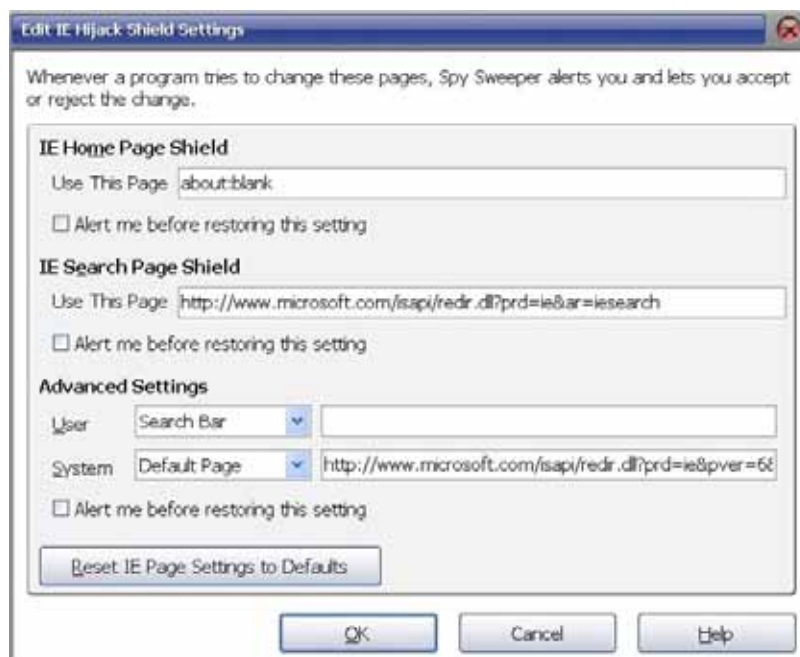 Edit IE Hijack Shield Settings
Whenever a program tries to change these pages, Spy Sweeper alerts you and lets you accept
or reject the change.
IE Home Page Shield
Use This Page about:blank
Alert me before restoring this setting
IE Search Page Shield
Use This Page http://www.microsoft.com/isapi/redir.dll?prd=ie&ar=iesearch
Alert me before restoring this setting
Advanced Settings
User Search Bar
System Default Page http://www.microsoft.com/isapi/redir.dll?prd=ie&pver=6&
Alert me before restoring this setting
Reset IE Page Settings to Defaults
OK Cancel Help